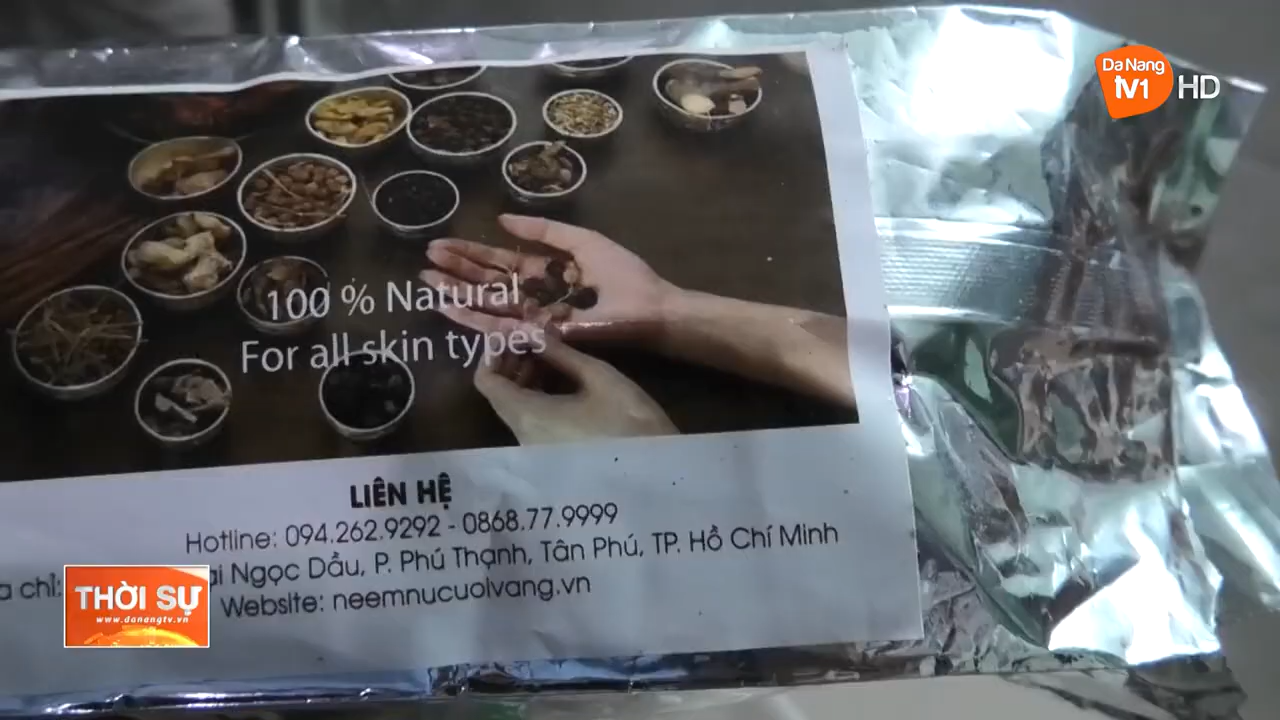 Da Nang
TV1 HD
100 % Natural
For all skin types
LIÊN HỆ
Hotline: 094.262.9292 - 0868.77.9999
chỉ: Ngọc Dầu, P. Phú Thạnh, Tân Phú, TP. Hồ Chí Minh
Website: neemnucuoivang.vn
THỜI SỰ
www.danangtv.vn